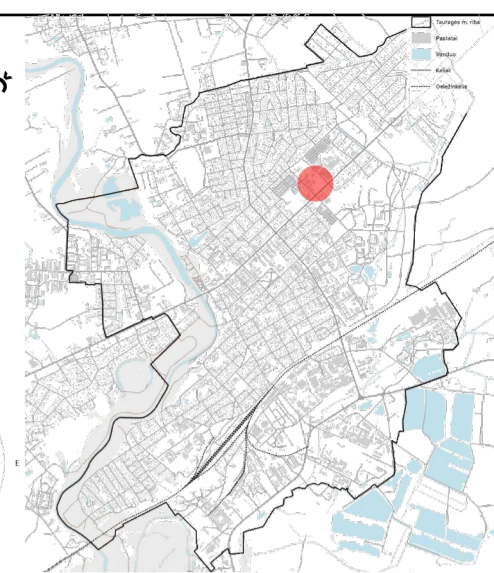 Tauragės m. riba
Pastatai
Vanduo
Keliai
Geležinkelis
E